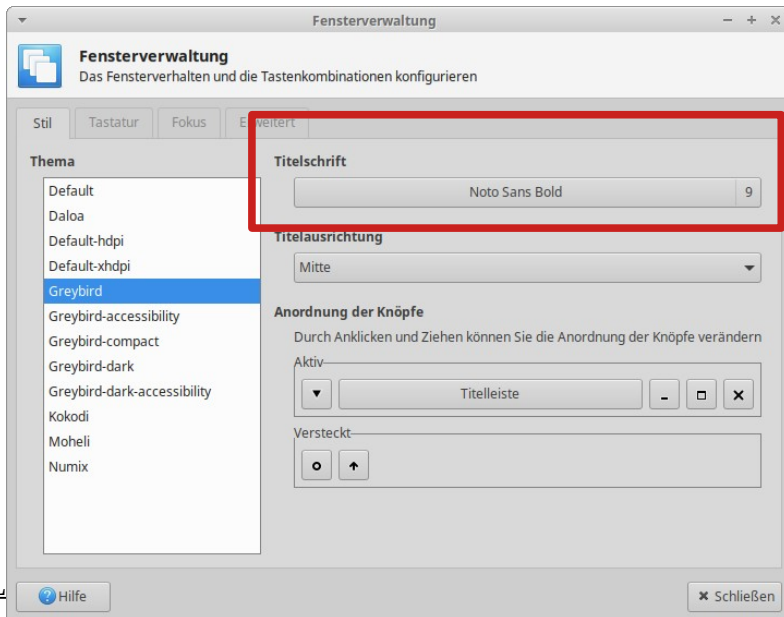 Fensterverwaltung
Fensterverwaltung
Das Fensterverhalten und die Tastenkombinationen konfigurieren
Stil Tastatur Fokus Erweitert
Thema
Default
Daloa
Default-hdpi
Default-xhdpi
Greybird
Greybird-accessibility
Greybird-compact
Greybird-dark
Greybird-dark-accessibility
Kokodi
Moheli
Numix
Titelschrift
Noto Sans Bold 9
Titelausrichtung
Mitte
Anordnung der Knöpfe
Durch Anklicken und Ziehen können Sie die Anordnung der Knöpfe verändern
Aktiv
Titelleiste
Versteckt
Hilfe
Schließen